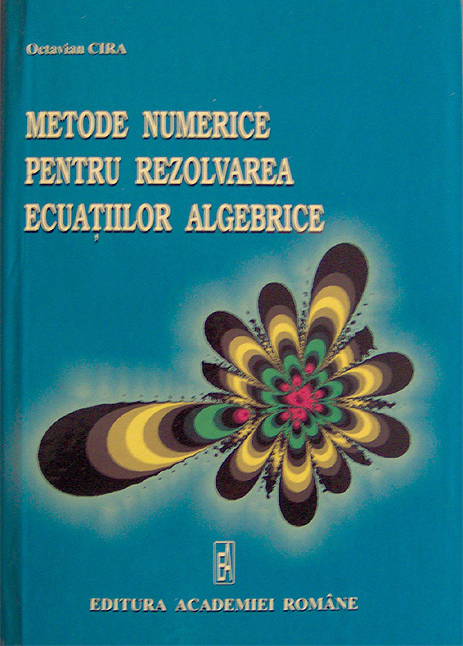 Octavian CIRA
METODE NUMERICE
PENTRU REZOLVAREA
ECUAȚIILOR ALGEBRICE
EA
EDITURA ACADEMIEI ROMÂNE